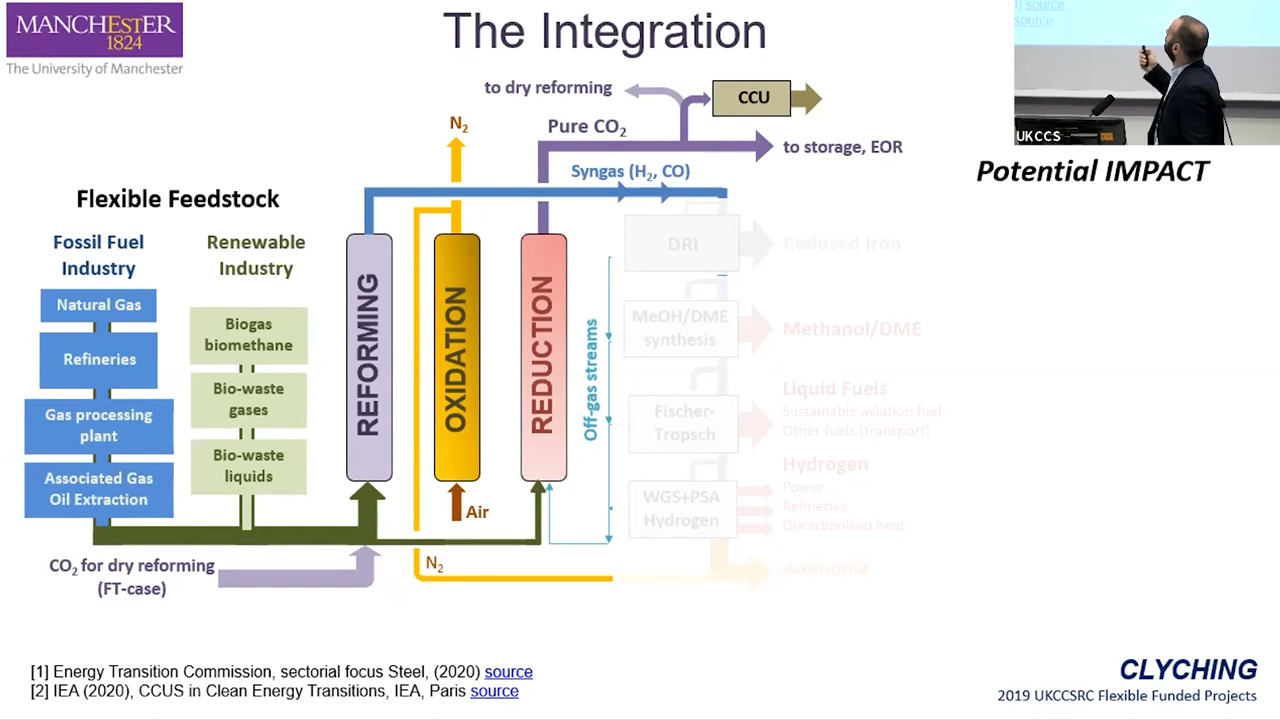 MANCHESTER
1824
The University of Manchester
The Integration
) source
source
UKCCS
Potential IMPACT
to dry reforming
CCU
N₂
Pure CO₂
to storage, EOR
Syngas (H₂, CO)
Flexible Feedstock
Fossil Fuel
Industry
Natural Gas
Refineries
Gas processing
plant
Associated Gas
Oil Extraction
Renewable
Industry
Biogas
biomethane
Bio-waste
gases
Bio-waste
liquids
REFORMING
OXIDATION
REDUCTION
Off-gas streams
DRI
Reduced Iron
MeOH/DME
synthesis
Methanol/DME
Fischer-
Tropsch
Liquid Fuels
Sustainable aviation fuel
Other fuels (transport)
WGS+PSA
Hydrogen
Hydrogen
Power
Refineries
Decarbonised heat
Ammonia
Air
N₂
CO₂ for dry reforming
(FT-case)
[1] Energy Transition Commission, sectorial focus Steel, (2020) source
[2] IEA (2020), CCUS in Clean Energy Transitions, IEA, Paris source
CLYCHING
2019 UKCCSRC Flexible Funded Projects